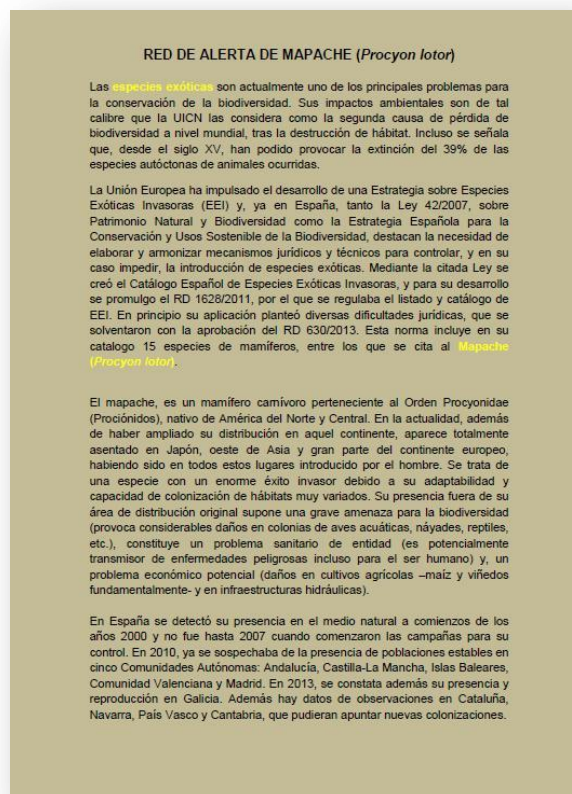 RED DE ALERTA DE MAPACHE (Procyon lotor)
Las especies exóticas son actualmente uno de los principales problemas para
la conservación de la biodiversidad. Sus impactos ambientales son de tal
calibre que la UICN las considera como la segunda causa de pérdida de
biodiversidad a nivel mundial, tras la destrucción de hábitat. Incluso se señala
que, desde el siglo XV, han podido provocar la extinción del 39% de las
especies autóctonas de animales ocurridas.
La Unión Europea ha impulsado el desarrollo de una Estrategia sobre Especies
Exóticas Invasoras (EEI) y, ya en España, tanto la Ley 42/2007, sobre
Patrimonio Natural y Biodiversidad como la Estrategia Española para la
Conservación y Usos Sostenible de la Biodiversidad, destacan la necesidad de
elaborar y armonizar mecanismos jurídicos y técnicos para controlar, y en su
caso impedir, la introducción de especies exóticas. Mediante la citada Ley se
creó el Catálogo Español de Especies Exóticas Invasoras, y para su desarrollo
se promulgo el RD 1628/2011, por el que se regulaba el listado y catálogo de
EEI. En principio su aplicación planteó diversas dificultades jurídicas, que se
solventaron con la aprobación del RD 630/2013. Esta norma incluye en su
catalogo 15 especies de mamíferos, entre los que se cita al Mapache
(Procyon lotor).
El mapache, es un mamífero carnívoro perteneciente al Orden Procyonidae
(Prociónidos), nativo de América del Norte y Central. En la actualidad, además
de haber ampliado su distribución en aquel continente, aparece totalmente
asentado en Japón, oeste de Asia y gran parte del continente europeo,
habiendo sido en todos estos lugares introducido por el hombre. Se trata de
una especie con un enorme éxito invasor debido a su adaptabilidad y
capacidad de colonización de hábitats muy variados. Su presencia fuera de su
área de distribución original supone una grave amenaza para la biodiversidad
(provoca considerables daños en colonias de aves acuáticas, náyades, reptiles,
etc.), constituye un problema sanitario de entidad (es potencialmente
transmisor de enfermedades peligrosas incluso para el ser humano) y, un
problema económico potencial (daños en cultivos agrícolas –maíz y viñedos
fundamentalmente- y en infraestructuras hidráulicas).
En España se detectó su presencia en el medio natural a comienzos de los
años 2000 y no fue hasta 2007 cuando comenzaron las campañas para su
control. En 2010, ya se sospechaba de la presencia de poblaciones estables en
cinco Comunidades Autónomas: Andalucía, Castilla-La Mancha, Islas Baleares,
Comunidad Valenciana y Madrid. En 2013, se constata además su presencia y
reproducción en Galicia. Además hay datos de observaciones en Cataluña,
Navarra, País Vasco y Cantabria, que pudieran apuntar nuevas colonizaciones.